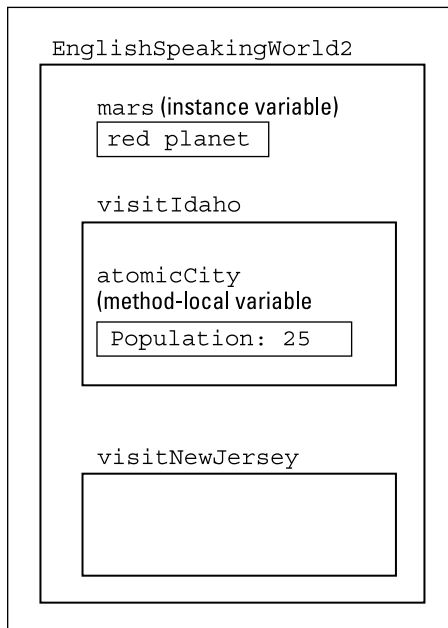 EnglishSpeakingWorld2
mars (instance variable)
red planet
visitIdaho
atomicCity
(method-local variable
Population: 25
visitNewJersey